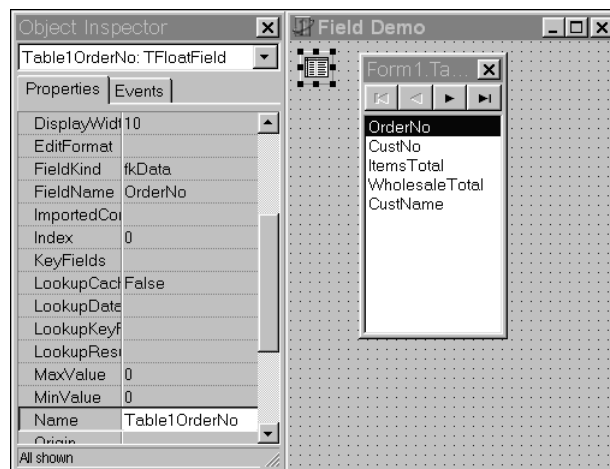 Object Inspector
Table1OrderNo: TFloatField
Properties Events
DisplayWidt 10
EditFormat
FieldKind fkData
FieldName OrderNo
ImportedCon
Index 0
KeyFields
LookupCach False
LookupData
LookupKeyF
LookupResu
MaxValue 0
MinValue 0
Name Table1OrderNo
Origin
All shown
Field Demo
Form1.Ta...
OrderNo
CustNo
ItemsTotal
WholesaleTotal
CustName